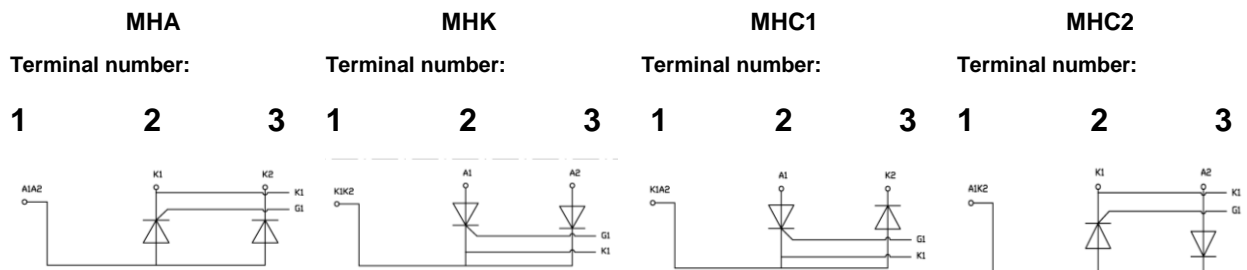 MHA MHK MHC1 MHC2
Terminal number: Terminal number: Terminal number: Terminal number:
1 2 3 1 2 3 1 2 3 1 2 3
K1 K2 A1 A2 A1 K2 K1 A2
A1A2 K1 K1K2 K1A2 A1K2 K1
G1 G1
G1 G1
K1 K1